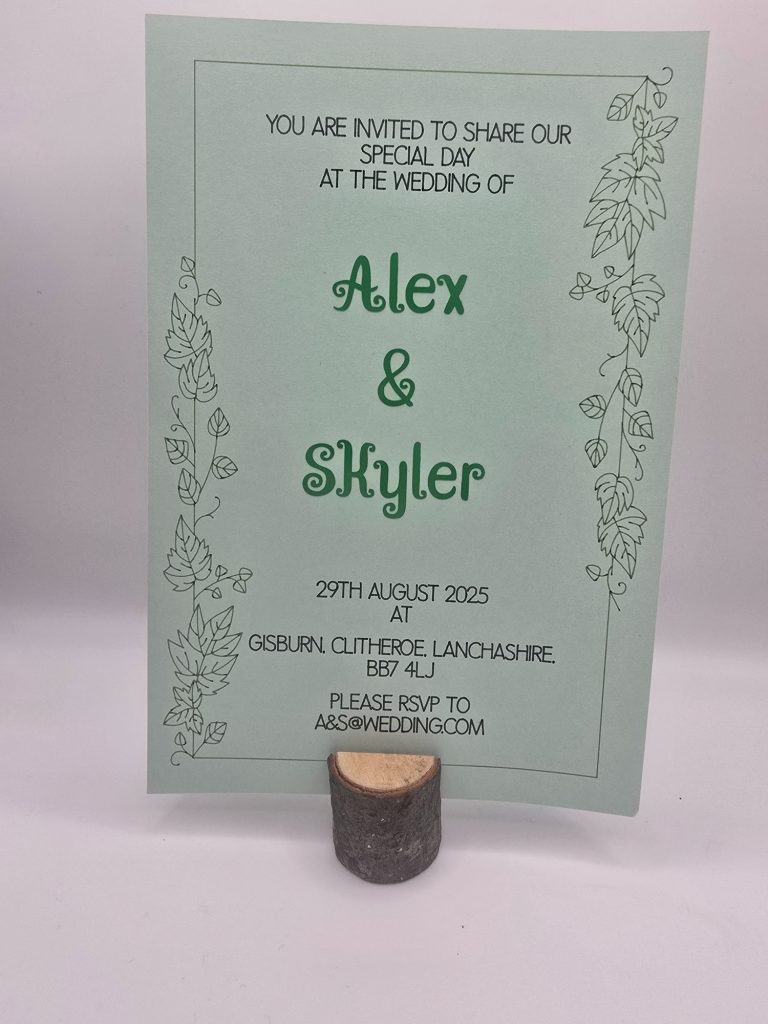 YOU ARE INVITED TO SHARE OUR
SPECIAL DAY
AT THE WEDDING OF
Alex
&
SKyler
29TH AUGUST 2025
AT
GISBURN, CLITHEROE, LANCHASHIRE,
BB7 4LJ
PLEASE RSVP TO
A&S@WEDDING.COM